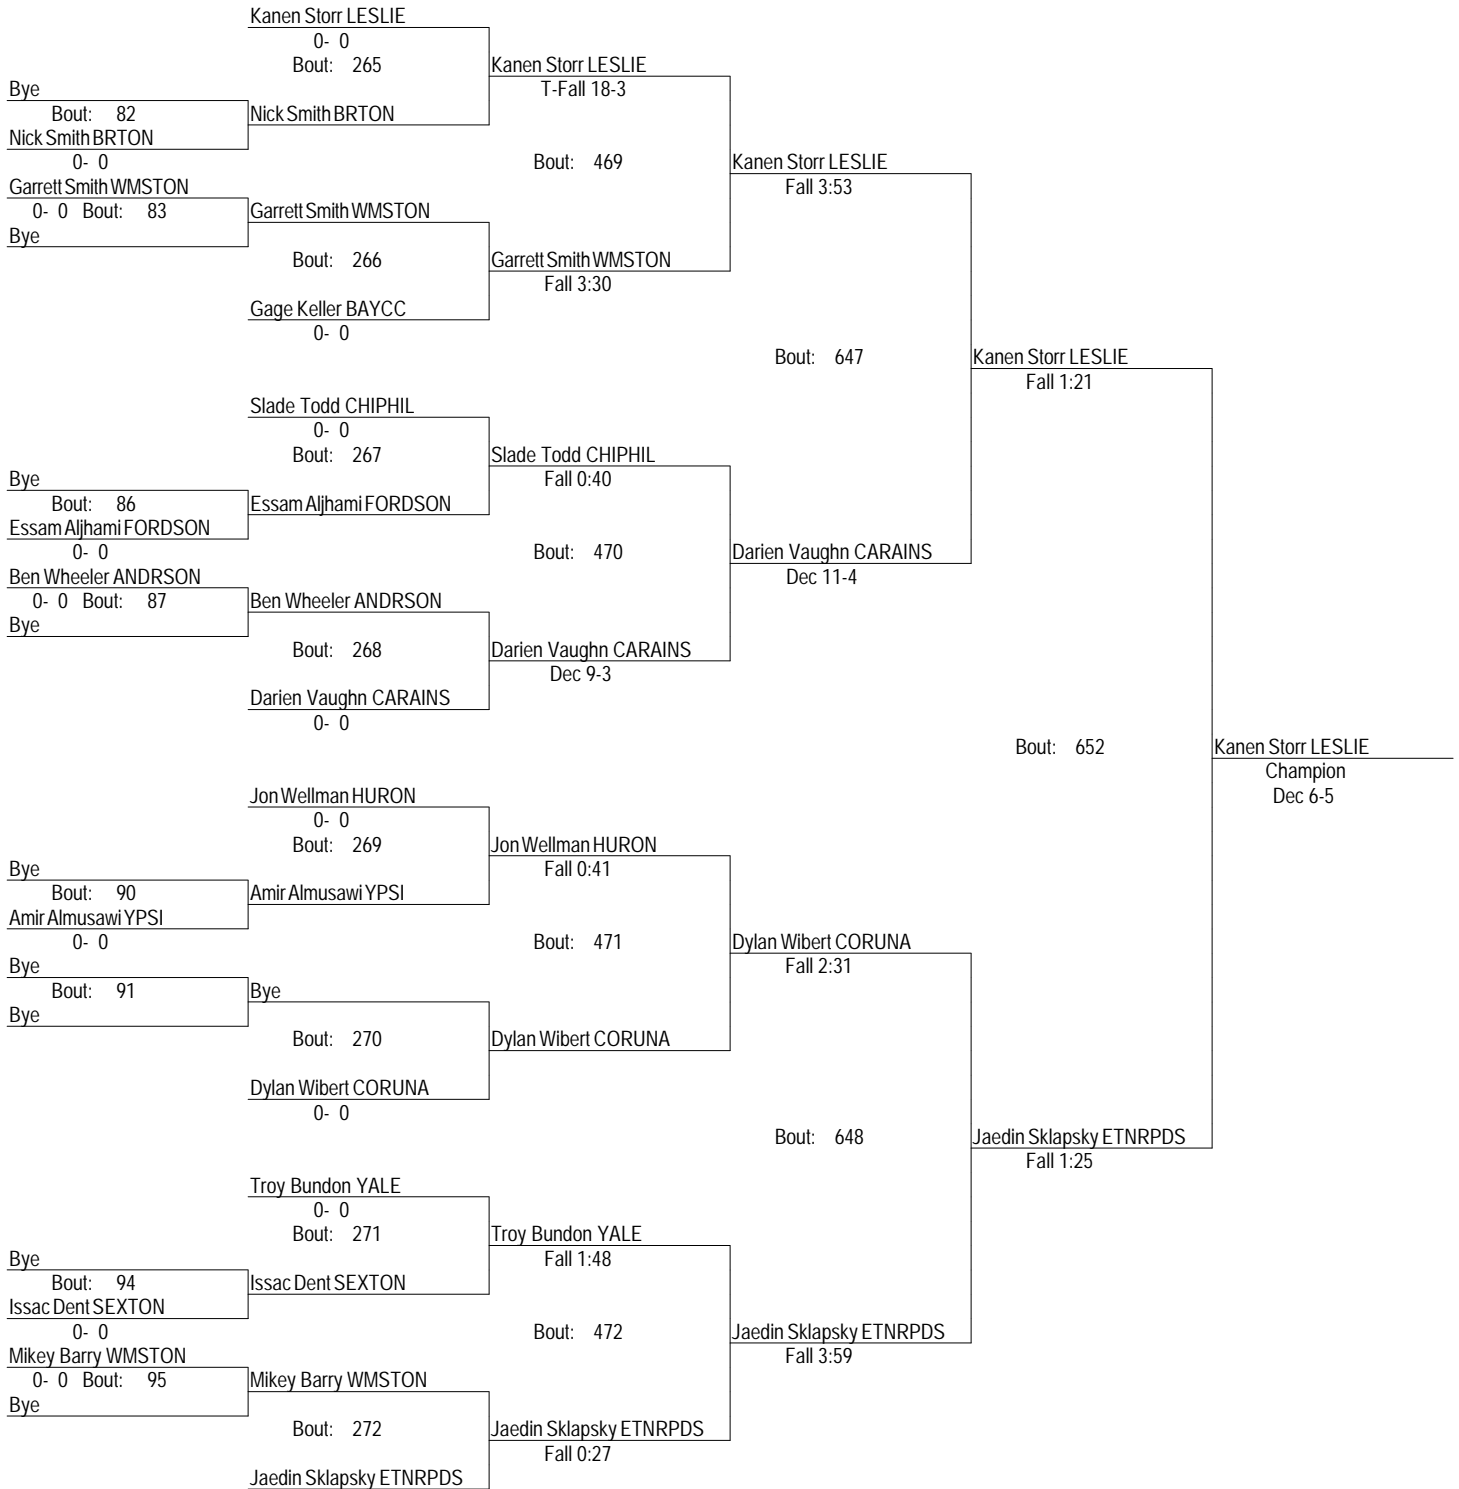 Kanen Storr LESLIE
0- 0
Bout: 265
Kanen Storr LESLIE
T-Fall 18-3
Bye
Bout: 82
Nick Smith BRTON
Nick Smith BRTON
0- 0
Bout: 469
Kanen Storr LESLIE
Fall 3:53
Garrett Smith WMSTON
0- 0 Bout: 83
Garrett Smith WMSTON
Bye
Bout: 266
Garrett Smith WMSTON
Fall 3:30
Gage Keller BAYCC
0- 0
Bout: 647
Kanen Storr LESLIE
Fall 1:21
Slade Todd CHIPHIL
0- 0
Bout: 267
Slade Todd CHIPHIL
Fall 0:40
Bye
Bout: 86
Essam Aljhami FORDSON
Essam Aljhami FORDSON
0- 0
Bout: 470
Darien Vaughn CARAINS
Dec 11-4
Ben Wheeler ANDRSON
0- 0 Bout: 87
Ben Wheeler ANDRSON
Bye
Bout: 268
Darien Vaughn CARAINS
Dec 9-3
Darien Vaughn CARAINS
0- 0
Bout: 652
Kanen Storr LESLIE
Champion
Dec 6-5
Jon Wellman HURON
0- 0
Bout: 269
Jon Wellman HURON
Fall 0:41
Bye
Bout: 90
Amir Almusawi YPSI
Amir Almusawi YPSI
0- 0
Bout: 471
Dylan Wibert CORUNA
Fall 2:31
Bye
Bout: 91
Bye
Bye
Bout: 270
Dylan Wibert CORUNA
Dylan Wibert CORUNA
0- 0
Bout: 648
Jaedin Sklapsky ETNRPDS
Fall 1:25
Troy Bundon YALE
0- 0
Bout: 271
Troy Bundon YALE
Fall 1:48
Bye
Bout: 94
Issac Dent SEXTON
Issac Dent SEXTON
0- 0
Bout: 472
Jaedin Sklapsky ETNRPDS
Fall 3:59
Mikey Barry WMSTON
0- 0 Bout: 95
Mikey Barry WMSTON
Bye
Bout: 272
Jaedin Sklapsky ETNRPDS
Fall 0:27
Jaedin Sklapsky ETNRPDS